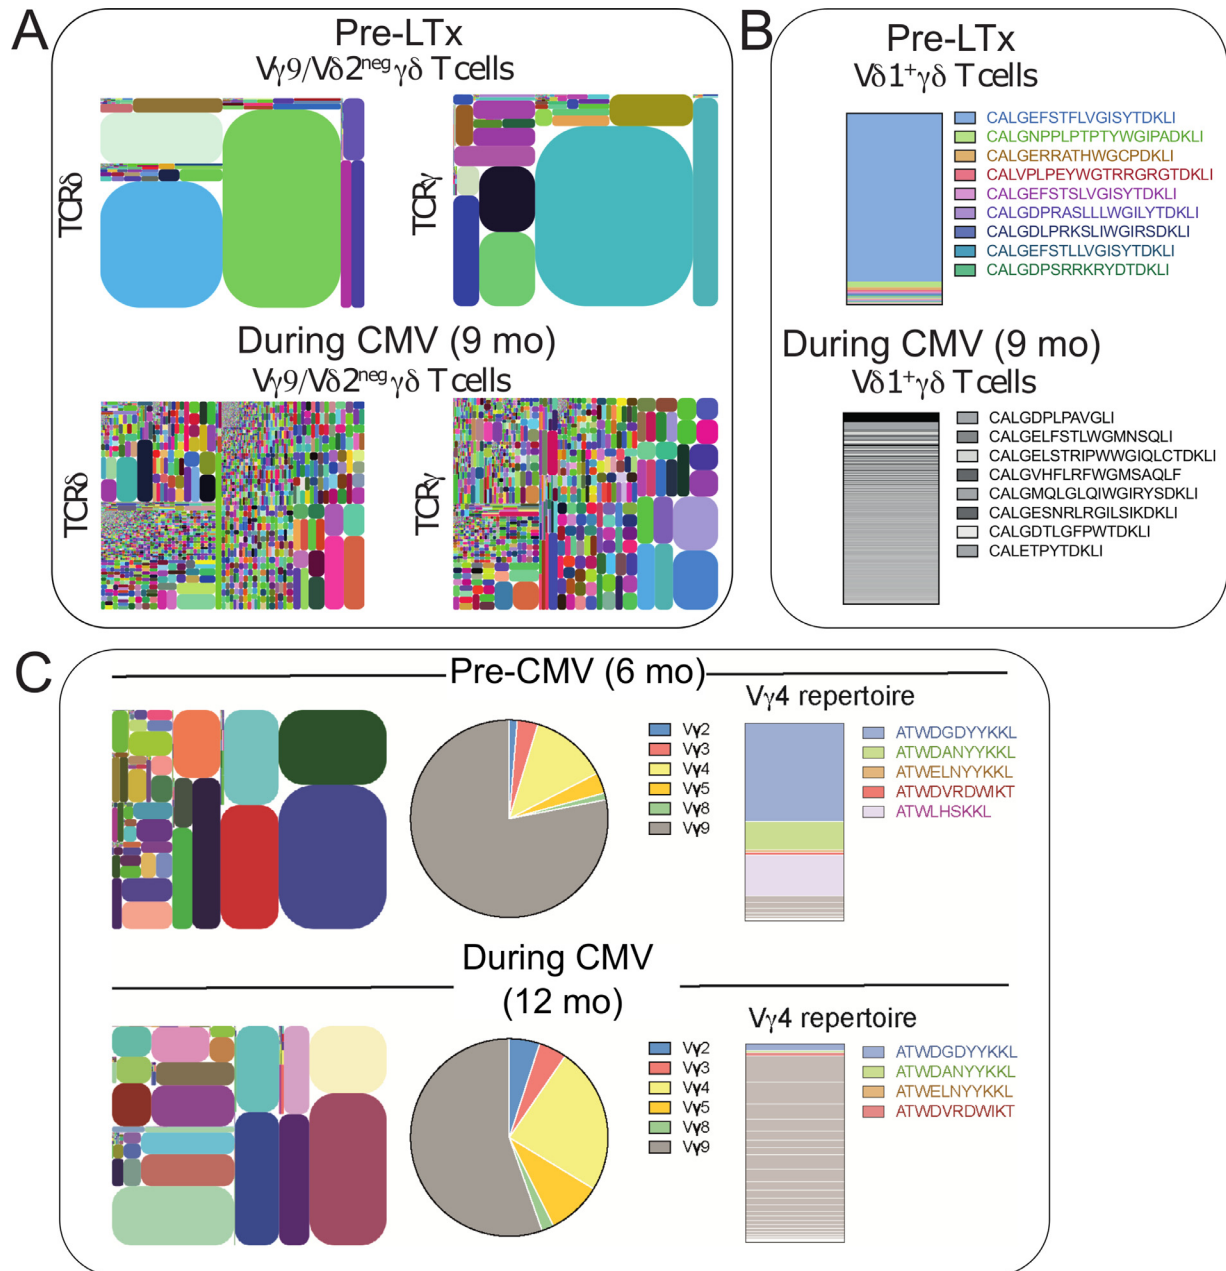 A
Pre-LTx
Vγ9/Vδ2neg γδ T cells
TCRδ
TCRγ
During CMV (9 mo)
Vγ9/Vδ2neg γδ T cells
TCRδ
TCRγ
B
Pre-LTx
Vδ1+γδ T cells
CALGEFSTFLVGISYTDKLI
CALGNPPLPTPTYWGIPADKLI
CALGERRATHWGCPDKLI
CALVPLPEYWGTRRGRGTDKLI
CALGEFSTSLVGISYTDKLI
CALGDPRASLLLWGILYTDKLI
CALGDLPRKSLIWGIRSDKLI
CALGEFSTLLVGISYTDKLI
CALGDPSRRKRYDTDKLI
During CMV (9 mo)
Vδ1+γδ T cells
CALGDPLPAVGLI
CALGELFSTLWGMNSQLI
CALGELSTRIPWWGIQLCTDKLI
CALGVHFLRFWGMSAQLF
CALGMQLGLQIWGIRYSDKLI
CALGESNRLRGILSIKDKLI
CALGDTLGFPWTDKLI
CALETPYTDKLI
C
Pre-CMV (6 mo)
Vγ2
Vγ3
Vγ4
Vγ5
Vγ8
Vγ9
Vγ4 repertoire
ATWDGDYYKKL
ATWDANYYKKL
ATWELNYYKKL
ATWDVRDWIKT
ATWLHSKKL
During CMV
(12 mo)
Vγ2
Vγ3
Vγ4
Vγ5
Vγ8
Vγ9
Vγ4 repertoire
ATWDGDYYKKL
ATWDANYYKKL
ATWELNYYKKL
ATWDVRDWIKT